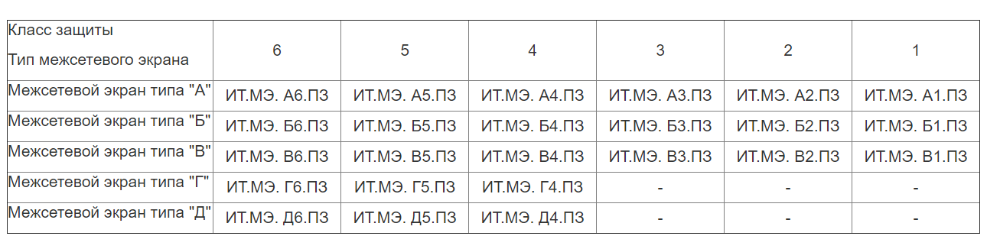 Класс защиты
Тип межсетевого экрана
6 5 4 3 2 1
Межсетевой экран типа "А" ИТ.МЭ. А6.ПЗ ИТ.МЭ. А5.ПЗ ИТ.МЭ. А4.ПЗ ИТ.МЭ. А3.ПЗ ИТ.МЭ. А2.ПЗ ИТ.МЭ. А1.ПЗ
Межсетевой экран типа "Б" ИТ.МЭ. Б6.ПЗ ИТ.МЭ. Б5.ПЗ ИТ.МЭ. Б4.ПЗ ИТ.МЭ. Б3.ПЗ ИТ.МЭ. Б2.ПЗ ИТ.МЭ. Б1.ПЗ
Межсетевой экран типа "В" ИТ.МЭ. В6.ПЗ ИТ.МЭ. В5.ПЗ ИТ.МЭ. В4.ПЗ ИТ.МЭ. В3.ПЗ ИТ.МЭ. В2.ПЗ ИТ.МЭ. В1.ПЗ
Межсетевой экран типа "Г" ИТ.МЭ. Г6.ПЗ ИТ.МЭ. Г5.ПЗ ИТ.МЭ. Г4.ПЗ - - -
Межсетевой экран типа "Д" ИТ.МЭ. Д6.ПЗ ИТ.МЭ. Д5.ПЗ ИТ.МЭ. Д4.ПЗ - - -